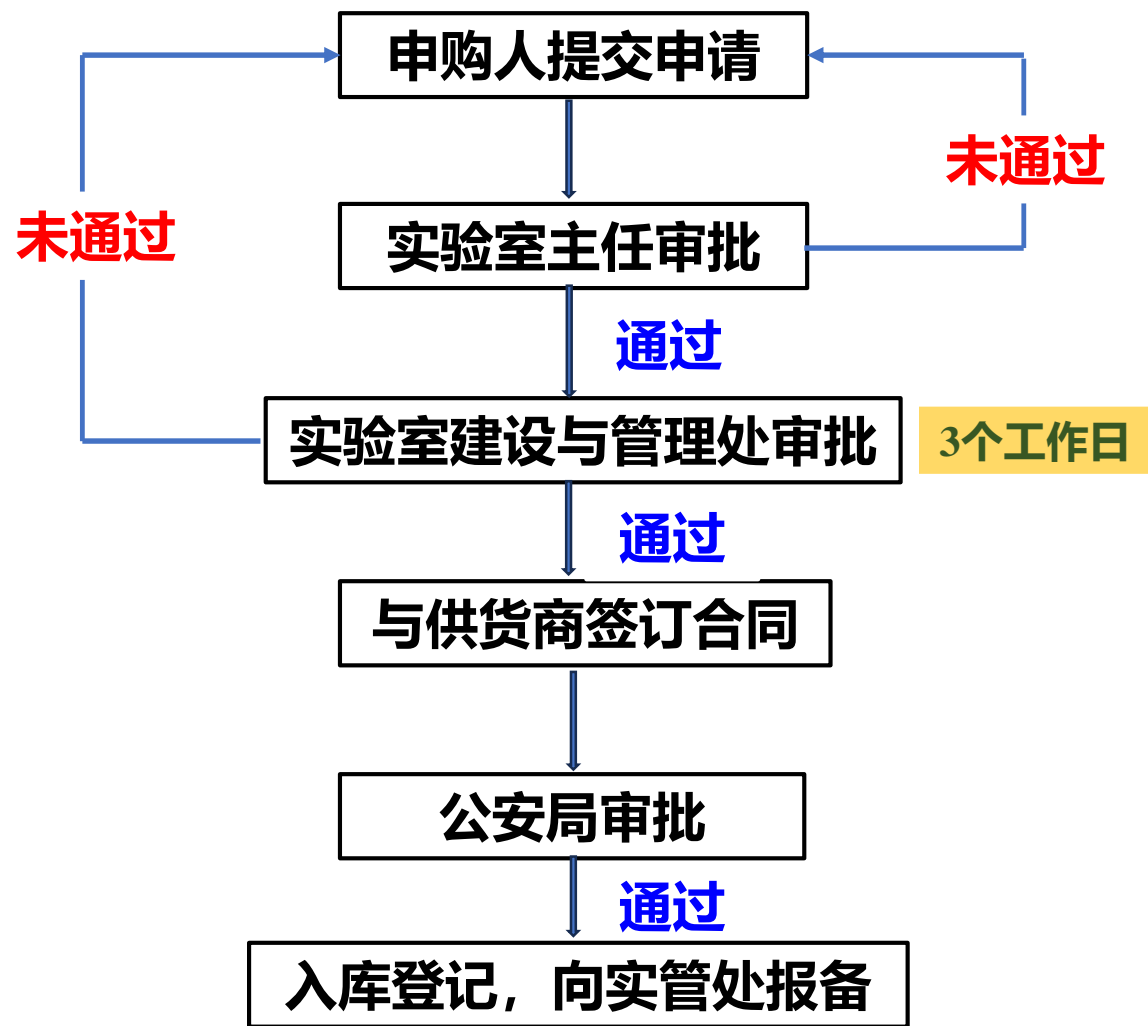 申购人提交申请
未通过
未通过
实验室主任审批
通过
实验室建设与管理处审批
3个工作日
通过
与供货商签订合同
公安局审批
通过
入库登记，向实管处报备